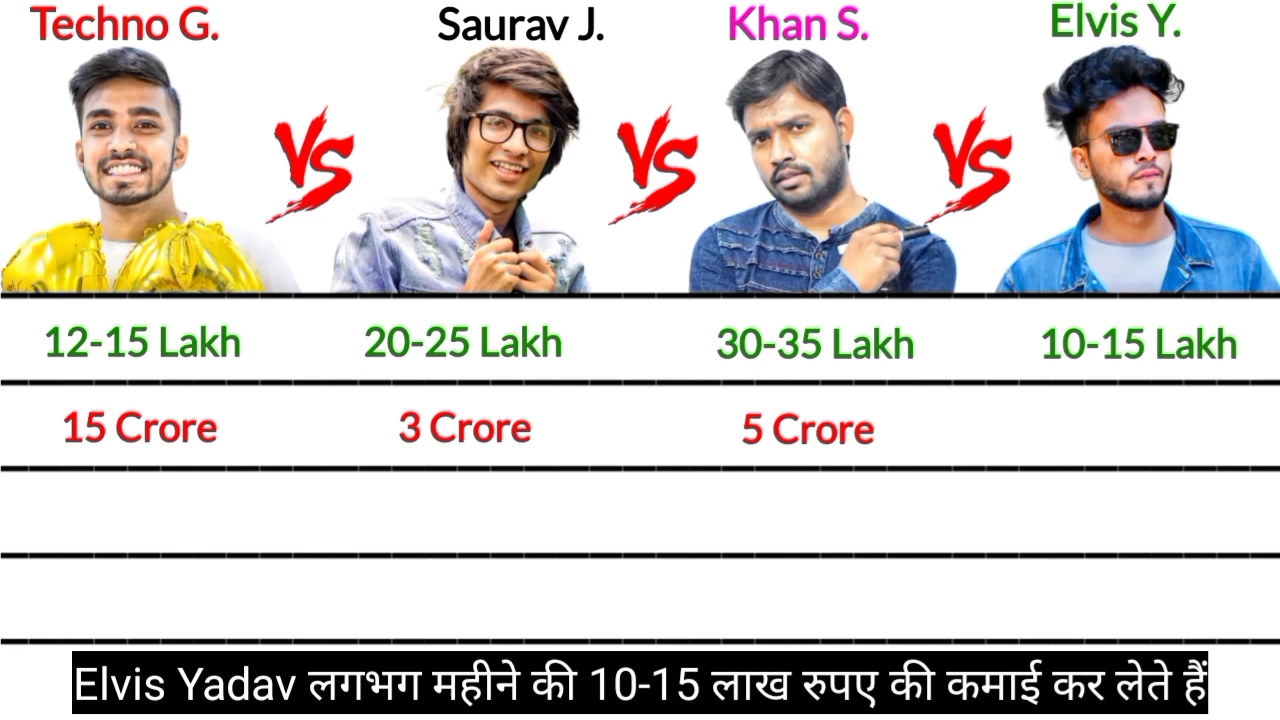 Techno G. Saurav J. Khan S. Elvis Y.
VS VS VS
12-15 Lakh 20-25 Lakh 30-35 Lakh 10-15 Lakh
15 Crore 3 Crore 5 Crore
Elvis Yadav लगभग महीने की 10-15 लाख रुपए की कमाई कर लेते हैं